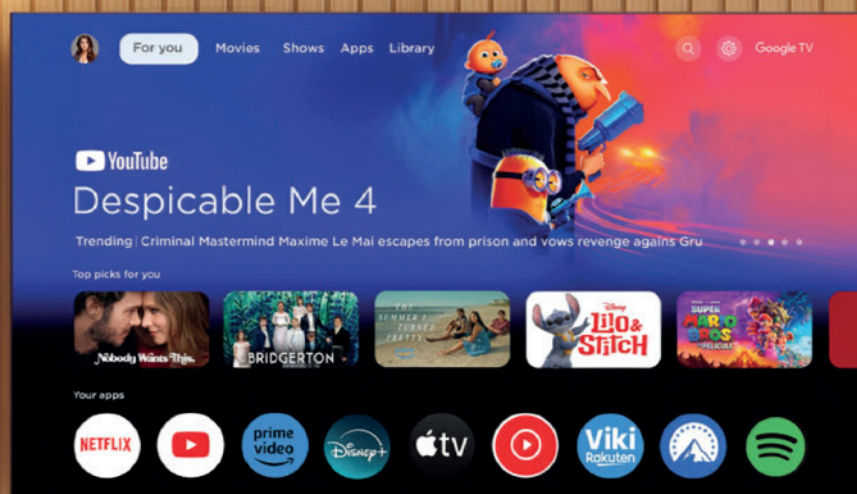 For you Movies Shows Apps Library Google TV
YouTube
Despicable Me 4
Trending | Criminal Mastermind Maxime Le Mai escapes from prison and vows revenge agains Gru
Top picks for you
Nobody Wants This.
BRIDGERTON
THE
SUMMER I
TURNED
PRETTY
Disney
Lilo &
Stitch
SUPER
MARIO
BROS
PELÍCULA
Your apps
NETFLIX
prime
video
Disney+
tv
Viki
Rakuten